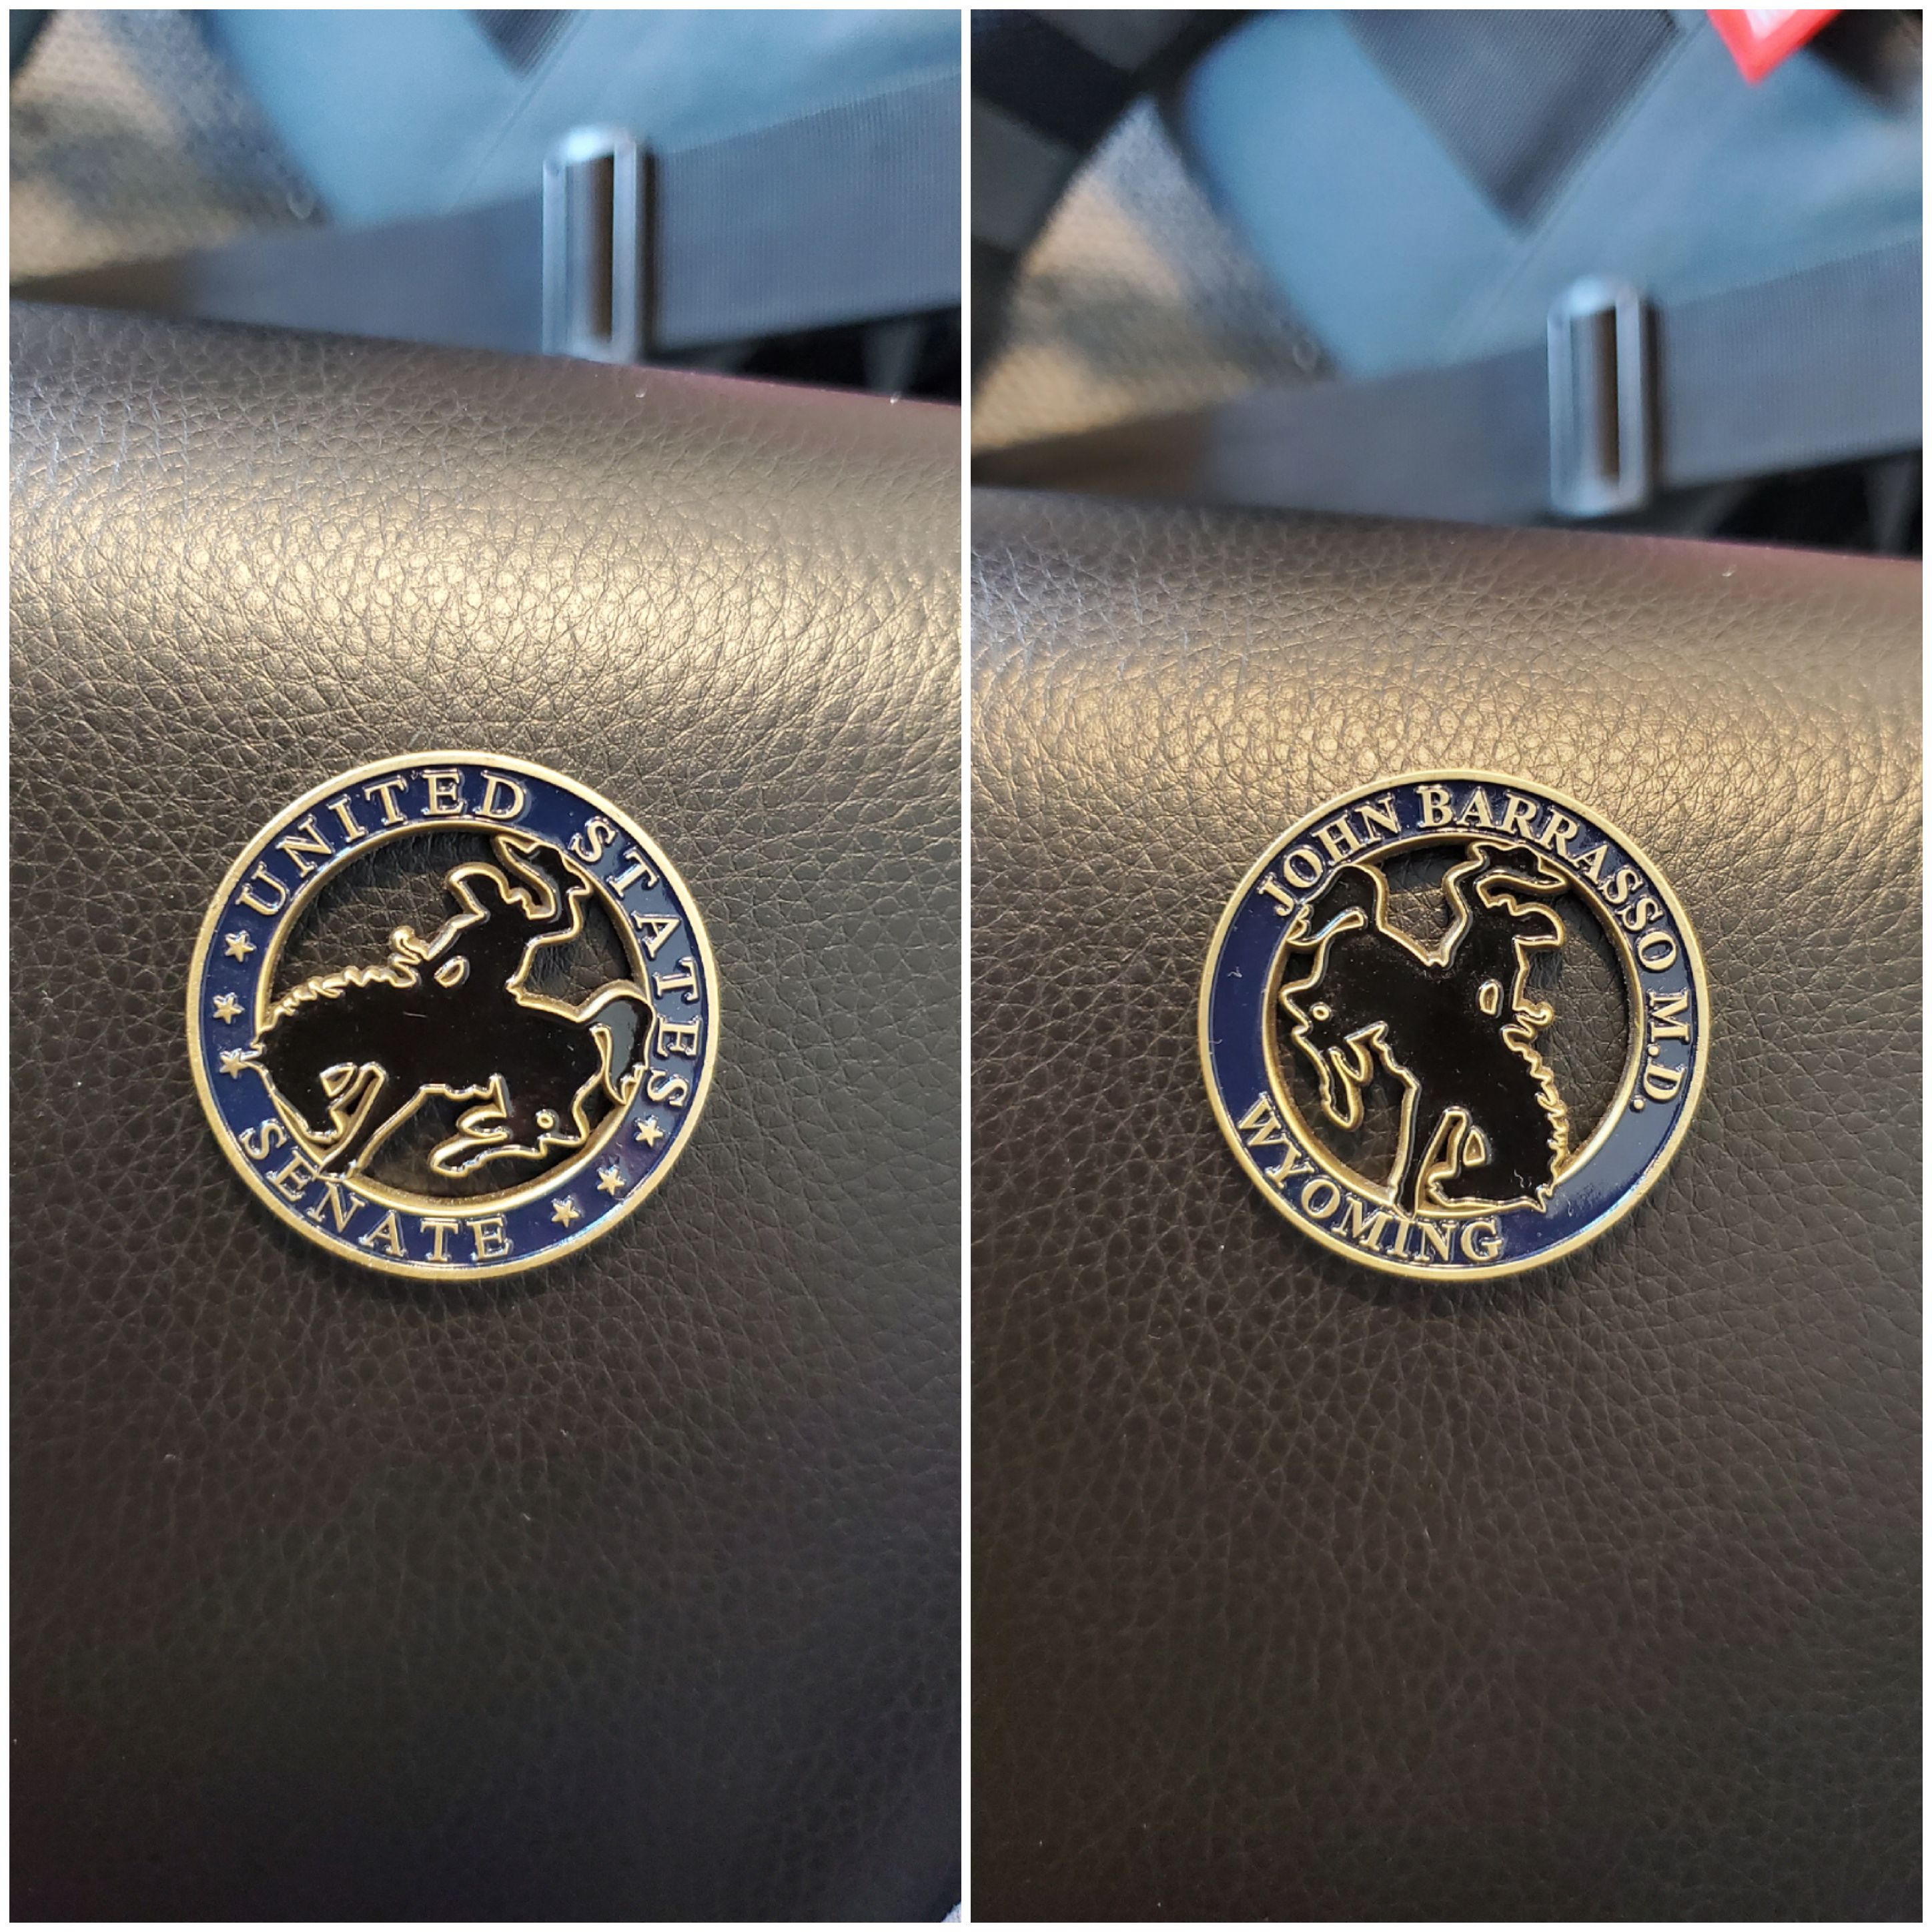 UNITED STATES
SENATE
JOHN BARRASSO M.D.
WYOMING